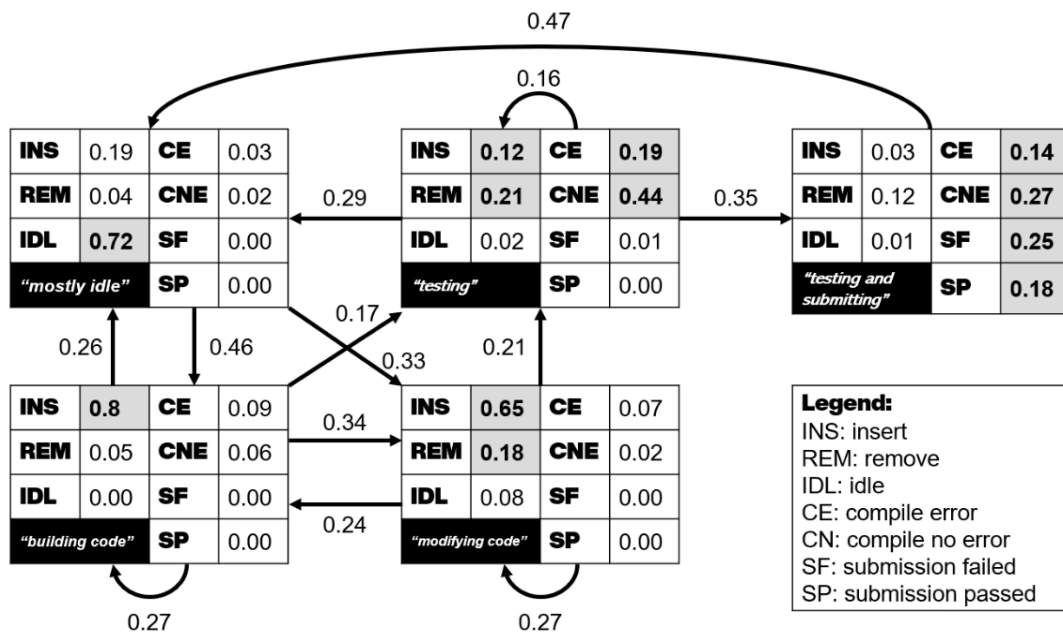 0.47
0.16
INS 0.19 CE 0.03
REM 0.04 CNE 0.02
IDL 0.72 SF 0.00
"mostly idle" SP 0.00
0.29
INS 0.12 CE 0.19
REM 0.21 CNE 0.44
IDL 0.02 SF 0.01
"testing" SP 0.00
0.35
INS 0.03 CE 0.14
REM 0.12 CNE 0.27
IDL 0.01 SF 0.25
"testing and
submitting" SP 0.18
0.26
0.46
0.17
0.33
0.21
INS 0.8 CE 0.09
REM 0.05 CNE 0.06
IDL 0.00 SF 0.00
"building code" SP 0.00
0.34
0.24
INS 0.65 CE 0.07
REM 0.18 CNE 0.02
IDL 0.08 SF 0.00
"modifying code" SP 0.00
0.27
0.27
Legend:
INS: insert
REM: remove
IDL: idle
CE: compile error
CN: compile no error
SF: submission failed
SP: submission passed